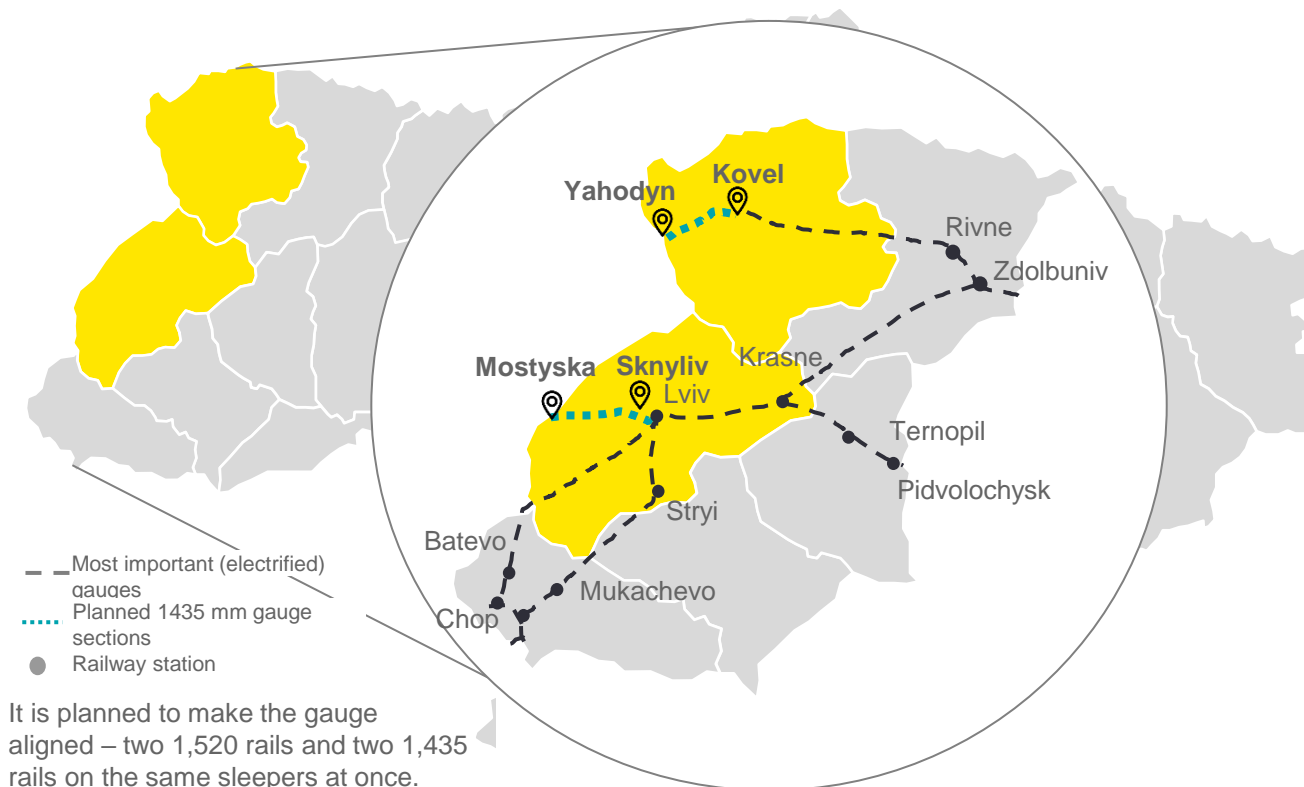 Kovel
Yahodyn
Rivne
Zdolbuniv
Krasne
Mostyska
Sknyliv
Lviv
Ternopil
Pidvolochysk
Stryi
Batevo
Mukachevo
Chop
Most important (electrified)
gauges
Planned 1435 mm gauge
sections
Railway station
It is planned to make the gauge
aligned – two 1,520 rails and two 1,435
rails on the same sleepers at once.